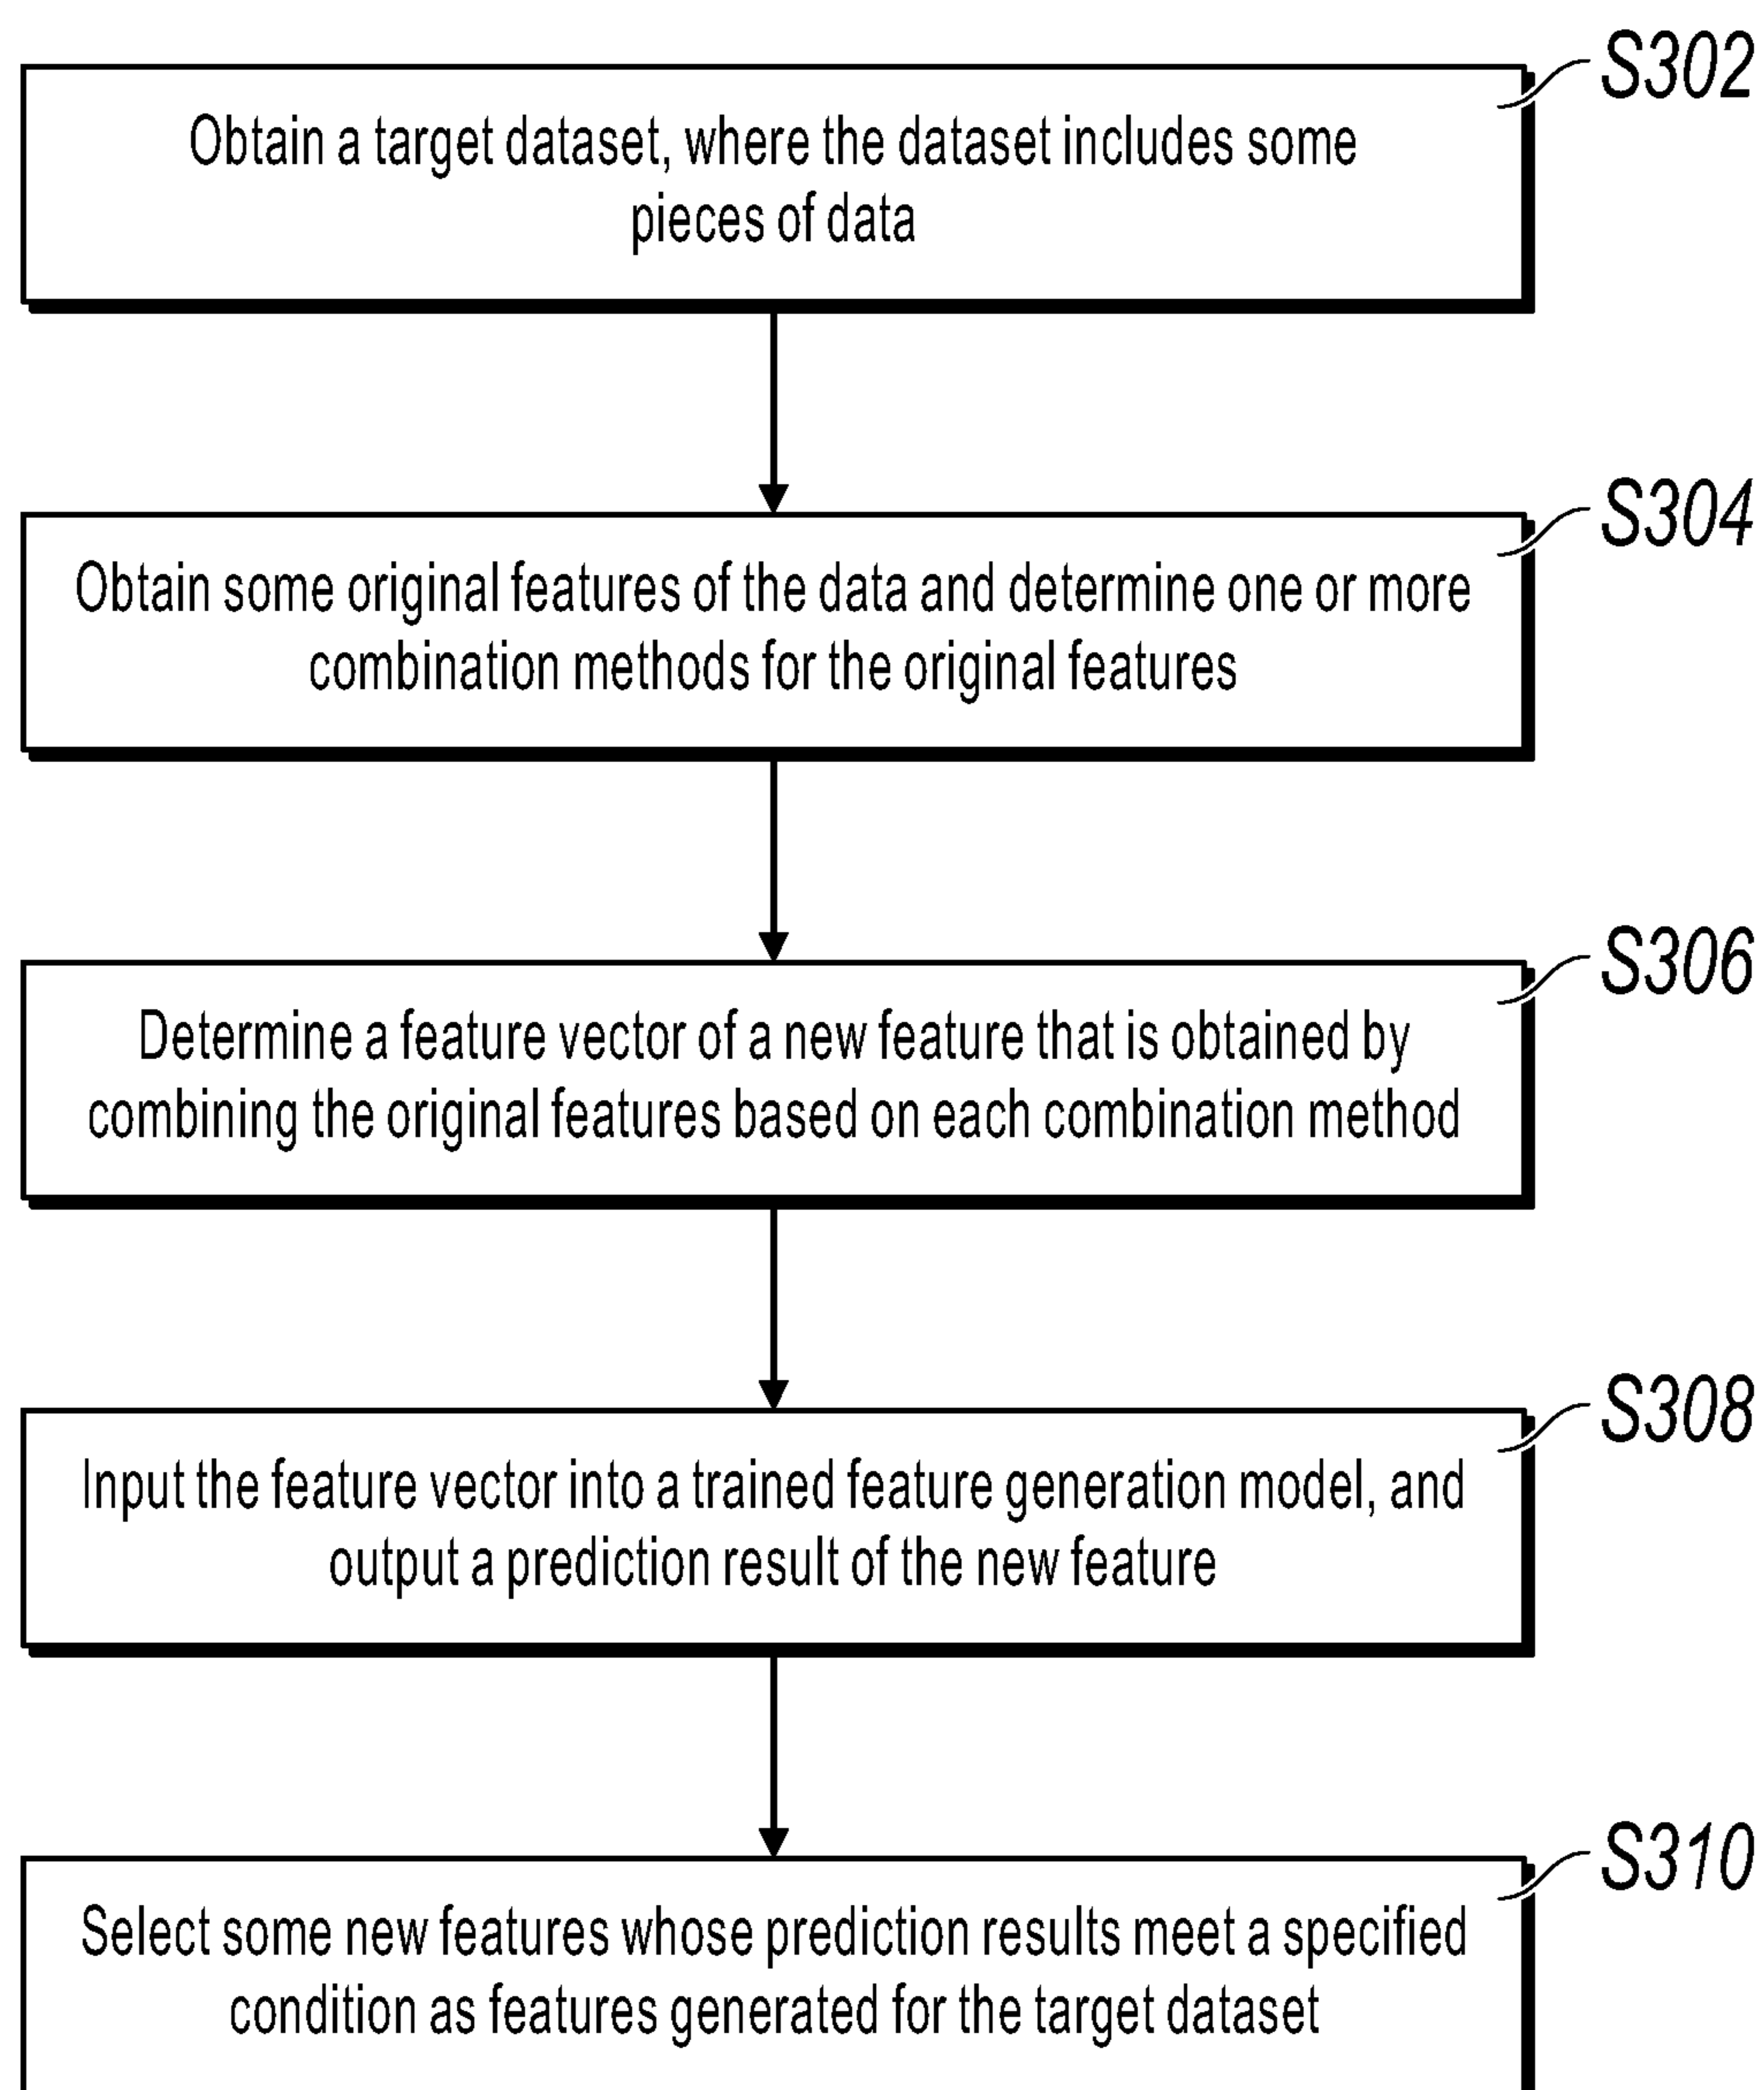 S302
Obtain a target dataset, where the dataset includes some
pieces of data
S304
Obtain some original features of the data and determine one or more
combination methods for the original features
S306
Determine a feature vector of a new feature that is obtained by
combining the original features based on each combination method
S308
Input the feature vector into a trained feature generation model, and
output a prediction result of the new feature
S310
Select some new features whose prediction results meet a specified
condition as features generated for the target dataset